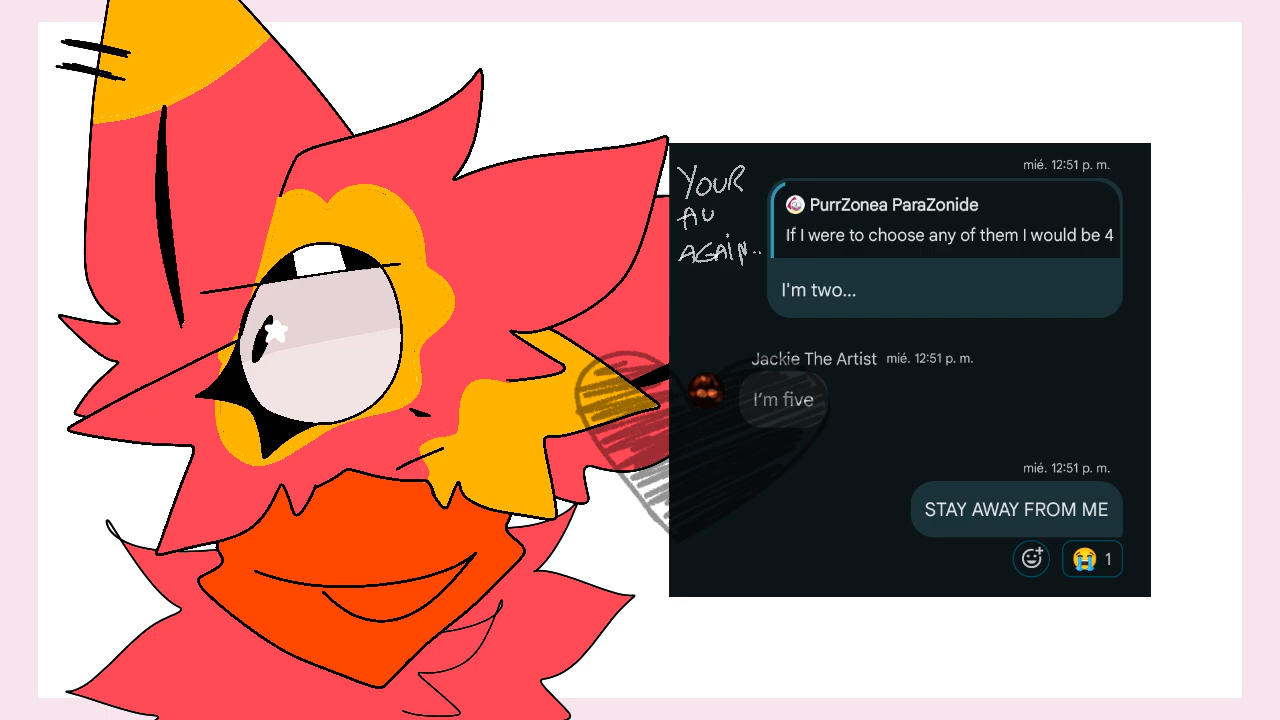 YOUR
AU
AGAiN..
mié. 12:51 p. m.
PurrZonea ParaZonide
If I were to choose any of them I would be 4
I'm two...
Jackie The Artist mié. 12:51 p. m.
I'm five
mié. 12:51 p. m.
STAY AWAY FROM ME
😭 1